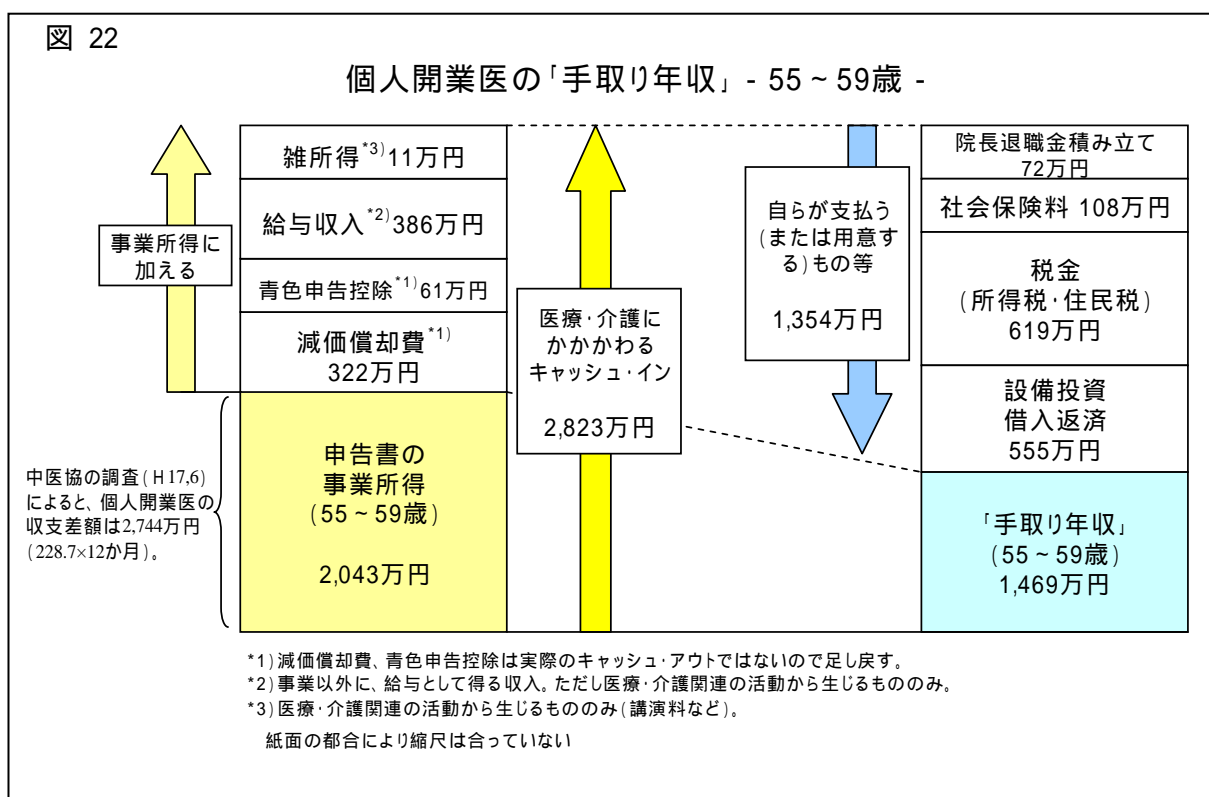 図 22
個人開業医の「手取り年収」 - 55~59歳 -
事業所得に
加える
雑所得*3)11万円
給与収入*2)386万円
青色申告控除*1)61万円
減価償却費*1)
322万円
申告書の
事業所得
(55~59歳)
2,043万円
中医協の調査(H17,6)
によると、個人開業医の
収支差額は2,744万円
(228.7×12か月)。
医療・介護に
かかかわる
キャッシュ・イン
2,823万円
自らが支払う
(または用意す
る)もの等
1,354万円
院長退職金積み立て
72万円
社会保険料 108万円
税金
(所得税・住民税)
619万円
設備投資
借入返済
555万円
「手取り年収」
(55~59歳)
1,469万円
*1)減価償却費、青色申告控除は実際のキャッシュ・アウトではないので足し戻す。
*2)事業以外に、給与として得る収入。ただし医療・介護関連の活動から生じるもののみ。
*3)医療・介護関連の活動から生じるもののみ(講演料など)。
紙面の都合により縮尺は合っていない